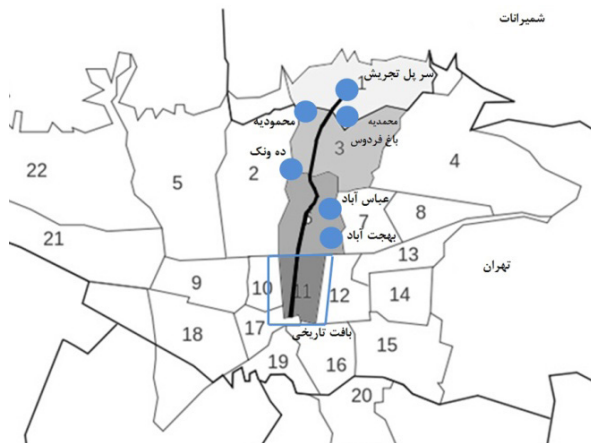 شمیرانات
سر پل تجریش
1
محمودیه
محمدیه
باغ فردوس
3
ده ونک
2
4
5
22
عباس آباد
6
7
8
بهجت آباد
21
13
تهران
9
10
11
12
14
18
17
بافت تاریخی
15
19
16
20